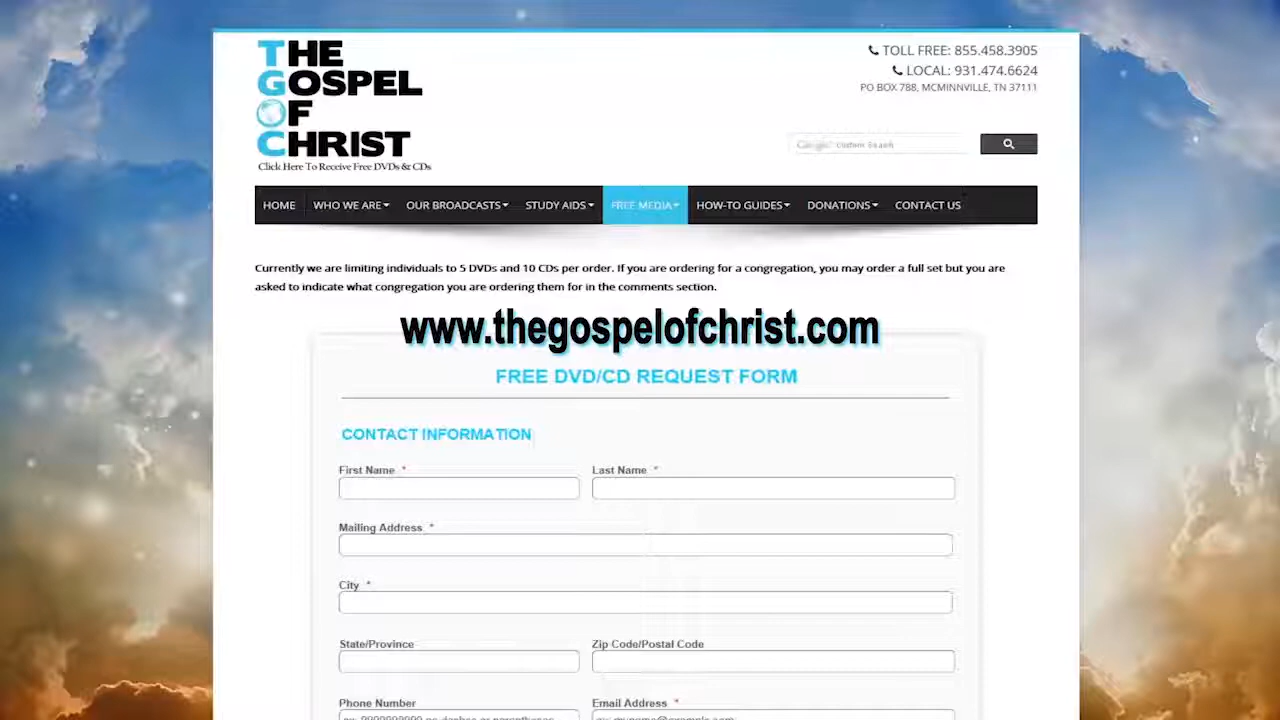 THE
GOSPEL
OF
CHRIST
Click Here To Receive Free DVDs & CDs
TOLL FREE: 855.458.3905
LOCAL: 931.474.6624
PO BOX 788, MCMINNVILLE, TN 37111
Google Custom Search
HOME WHO WE ARE OUR BROADCASTS STUDY AIDS FREE MEDIA HOW-TO GUIDES DONATIONS CONTACT US
Currently we are limiting individuals to 5 DVDs and 10 CDs per order. If you are ordering for a congregation, you may order a full set but you are
asked to indicate what congregation you are ordering them for in the comments section.
www.thegospelofchrist.com
FREE DVD/CD REQUEST FORM
CONTACT INFORMATION
First Name * Last Name *
Mailing Address *
City *
State/Province Zip Code/Postal Code
Phone Number Email Address *